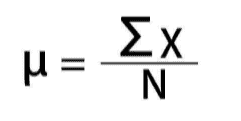 μ = ΣX / N